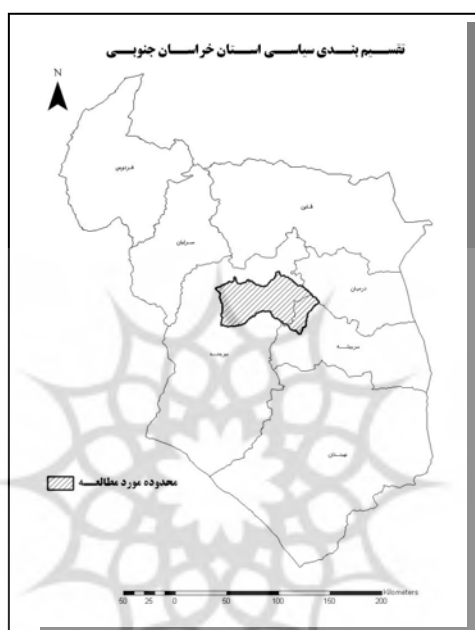 تقسیم بندی سیاسی استان خراسان جنوبی
N
فردوس
قاین
سرایان
درمیان
سربیشه
بیرجند
نهبندان
محدوده مورد مطالعه
Kilometers
50 25 0 50 100 150 200